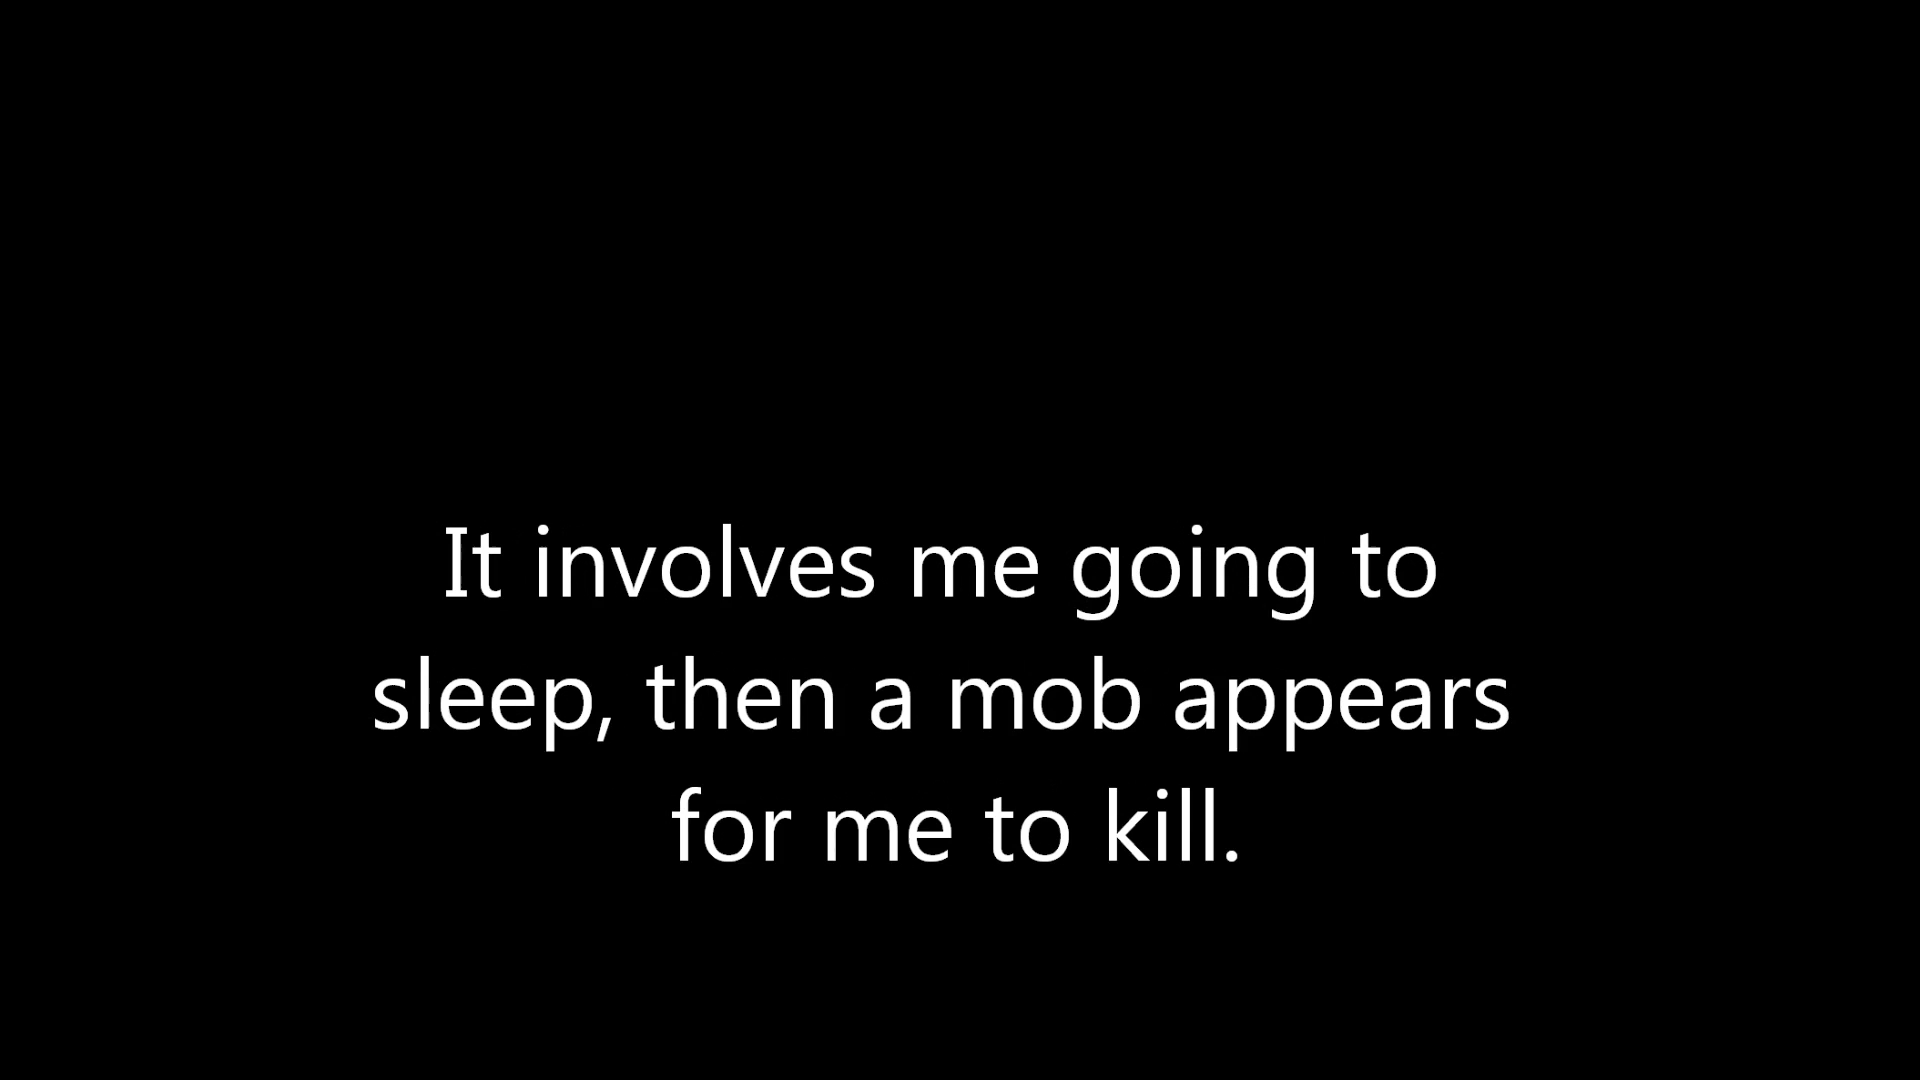 It involves me going to
sleep, then a mob appears
for me to kill.